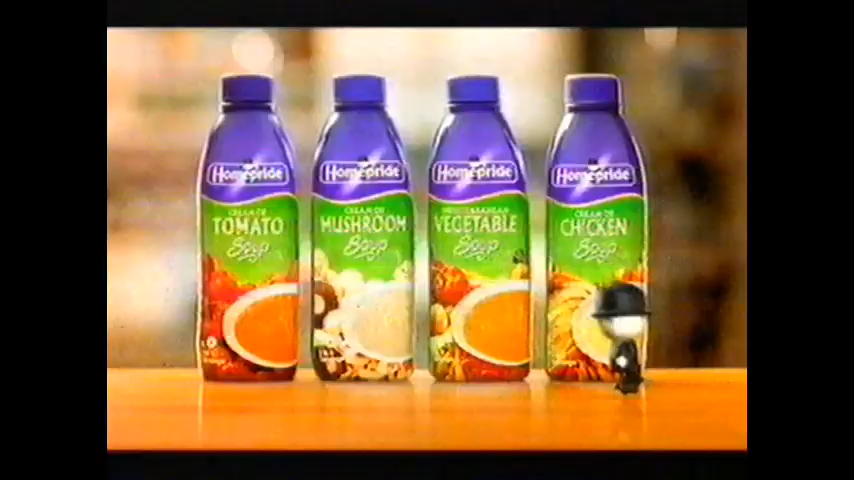 Homepride
CREAM OF
TOMATO
Soup
Homepride
CREAM OF
MUSHROOM
Soup
Homepride
MEDITERRANEAN
VEGETABLE
Soup
Homepride
CREAM OF
CHICKEN
Soup